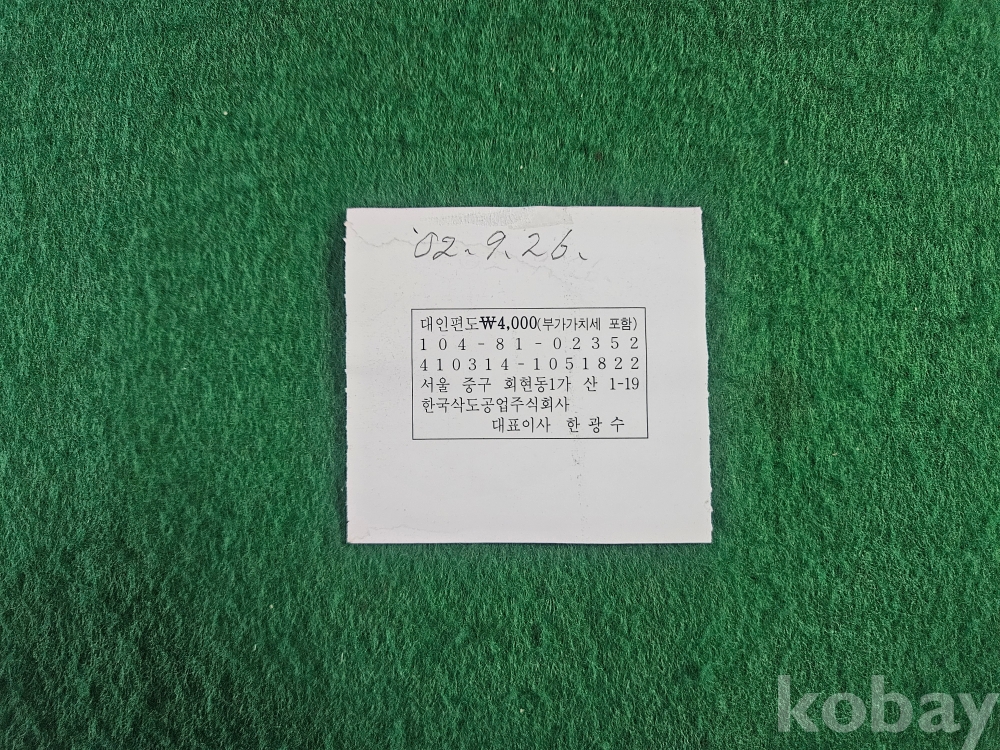 '02. 9. 26.
대인편도₩4,000(부가가치세 포함)
104-81-02352
410314-1051822
서울 중구 회현동1가 산 1-19
한국삭도공업주식회사
대표이사 한광수
kobay